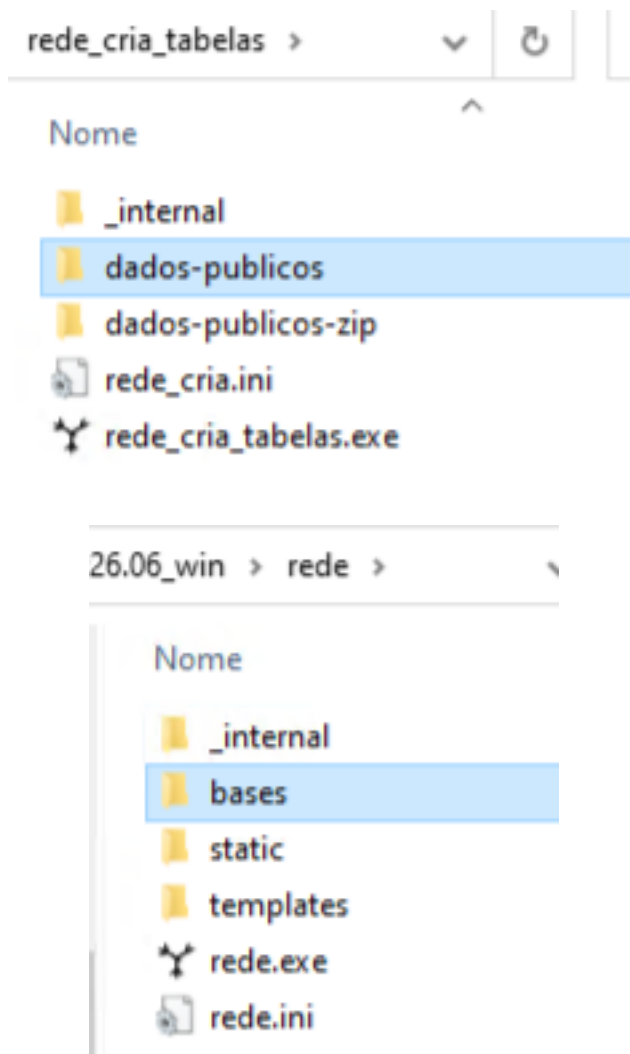 rede_cria_tabelas >
Nome
_internal
dados-publicos
dados-publicos-zip
rede_cria.ini
rede_cria_tabelas.exe
26.06_win > rede >
Nome
_internal
bases
static
templates
rede.exe
rede.ini